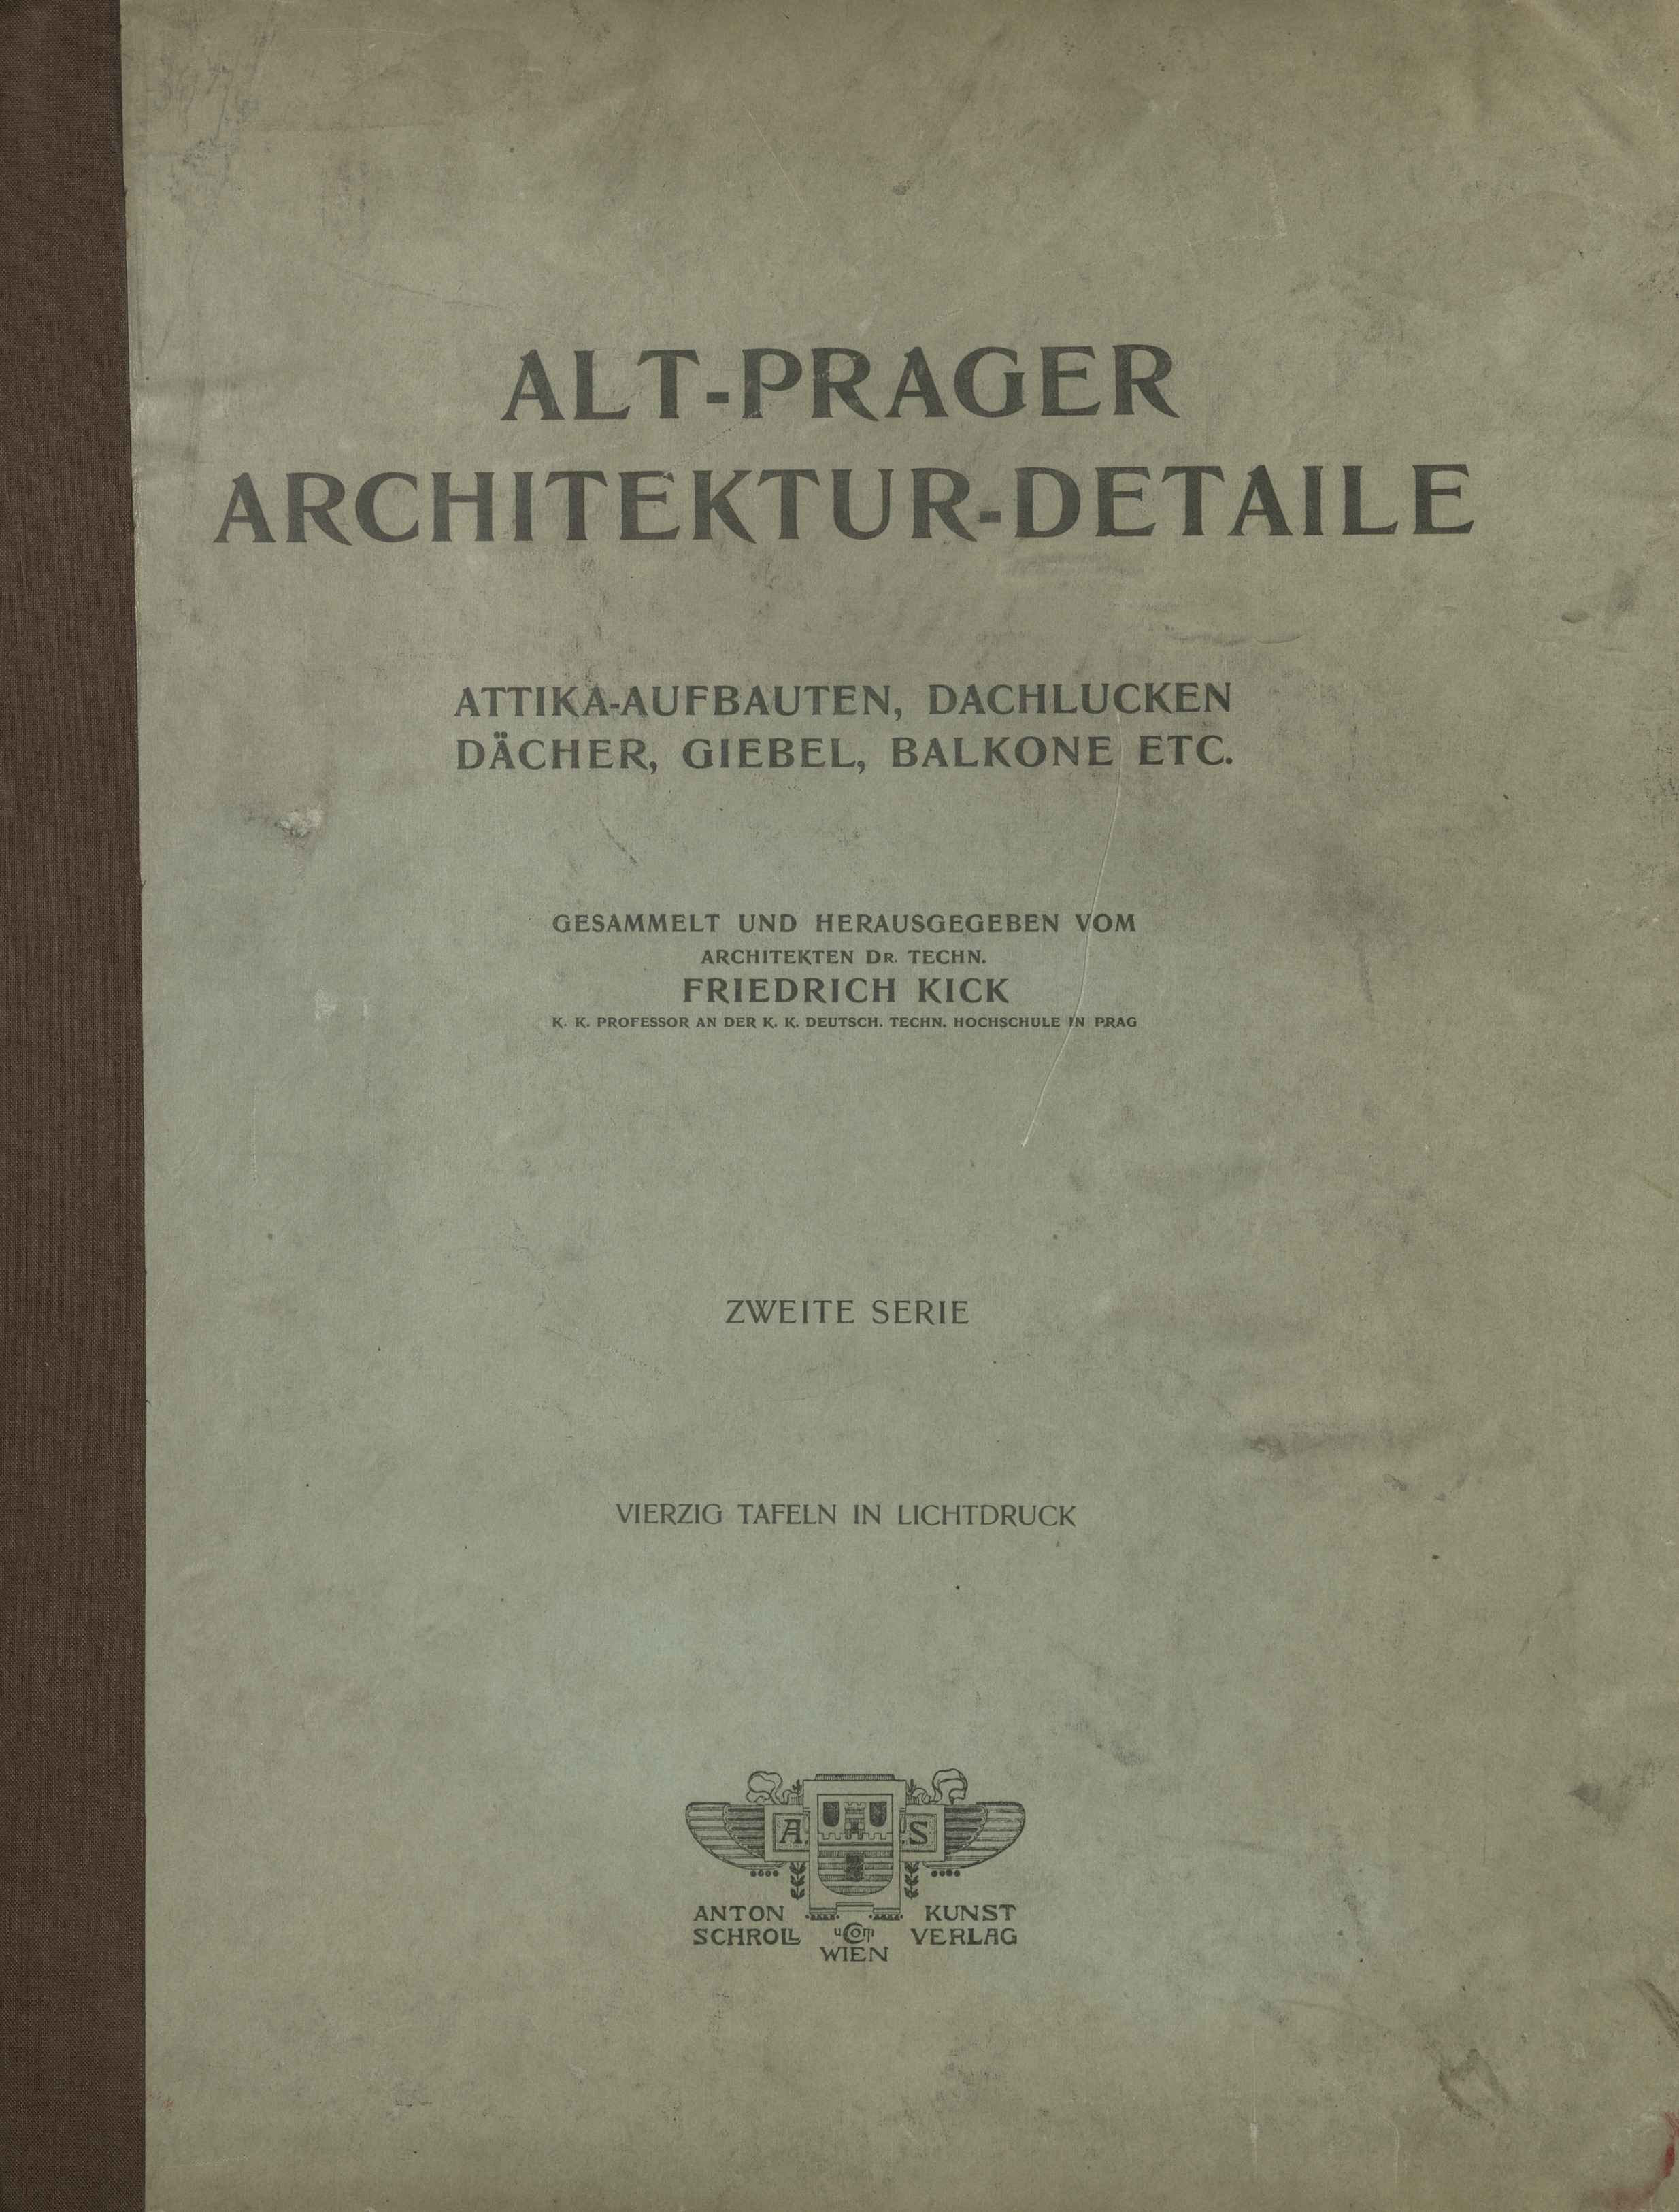 ALT-PRAGER
ARCHITEKTUR-DETAILE
ATTIKA-AUFBAUTEN, DACHLUCKEN
DÄCHER, GIEBEL, BALKONE ETC.
GESAMMELT UND HERAUSGEGEBEN VOM
ARCHITEKTEN DR. TECHN.
FRIEDRICH KICK
K. K. PROFESSOR AN DER K. K. DEUTSCH. TECHN. HOCHSCHULE IN PRAG
ZWEITE SERIE
VIERZIG TAFELN IN LICHTDRUCK
A. S
ANTON KUNST
SCHROLL u Com VERLAG
WIEN